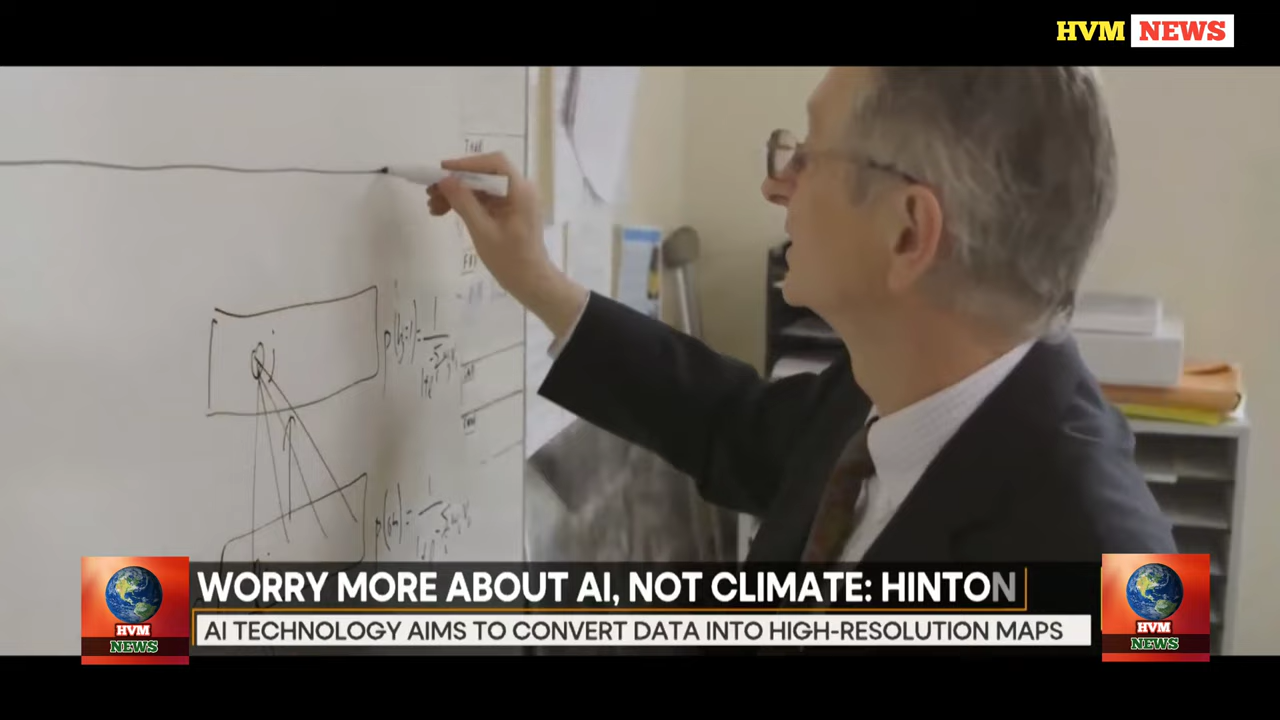 HVM NEWS
WORRY MORE ABOUT AI, NOT CLIMATE: HINTON
AI TECHNOLOGY AIMS TO CONVERT DATA INTO HIGH-RESOLUTION MAPS
HVM
NEWS
HVM
NEWS